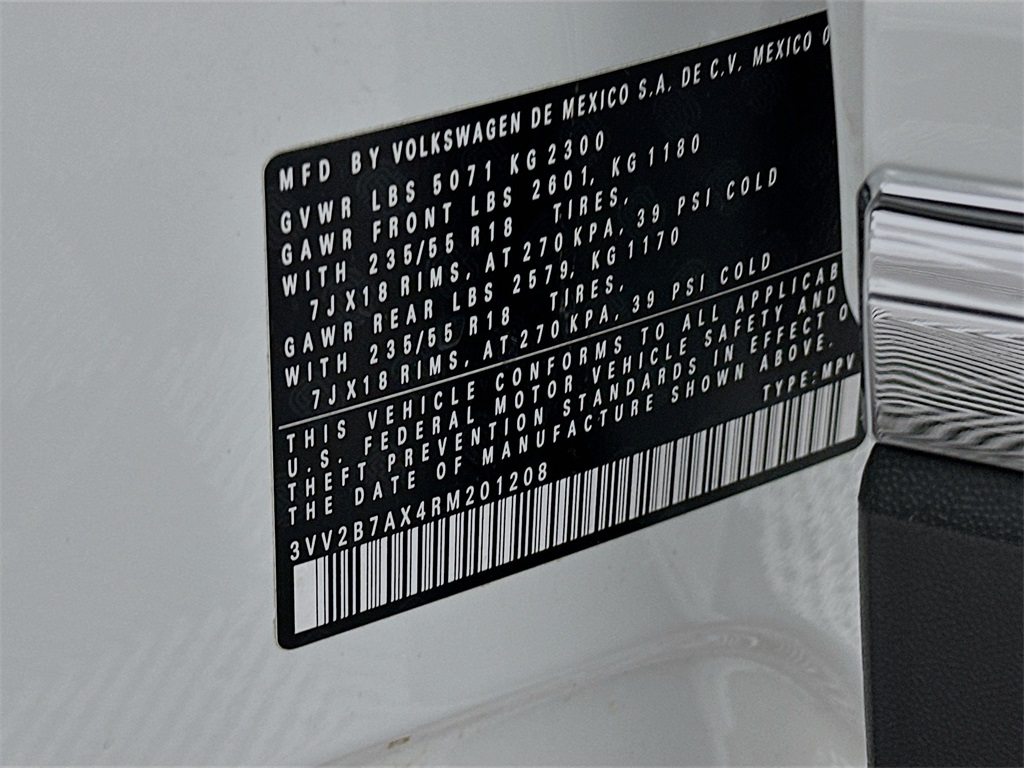 MFD BY VOLKSWAGEN DE MEXICO S.A. DE C.V. MEXICO
GVWR LBS 5071 KG 2300
GAWR FRONT LBS 2601, KG 1180
WITH 235/55 R18 TIRES,
7JX18 RIMS, AT 270 KPA, 39 PSI COLD
GAWR REAR LBS 2579, KG 1170
WITH 235/55 R18 TIRES,
7JX18 RIMS, AT 270 KPA, 39 PSI COLD
THIS VEHICLE CONFORMS TO ALL APPLICAB
U.S. FEDERAL MOTOR VEHICLE SAFETY AND
THEFT PREVENTION STANDARDS IN EFFECT O
THE DATE OF MANUFACTURE SHOWN ABOVE.
3VV2B7AX4RM201208 TYPE: MPV